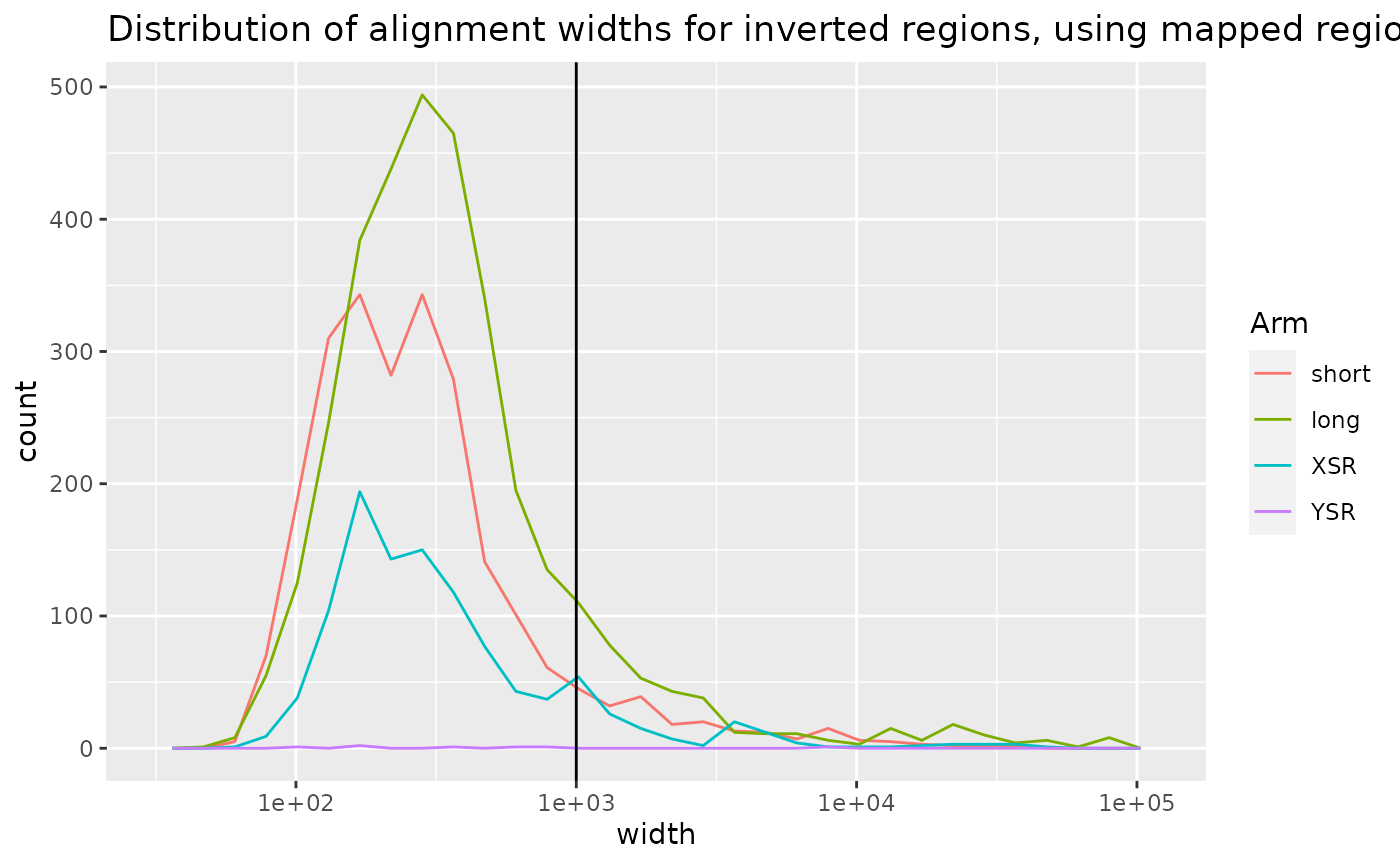 Distribution of alignment widths for inverted regions, using mapped regio
500
400
300
200
100
0
count
1e+02 1e+03 1e+04 1e+05
width
Arm
short
long
XSR
YSR